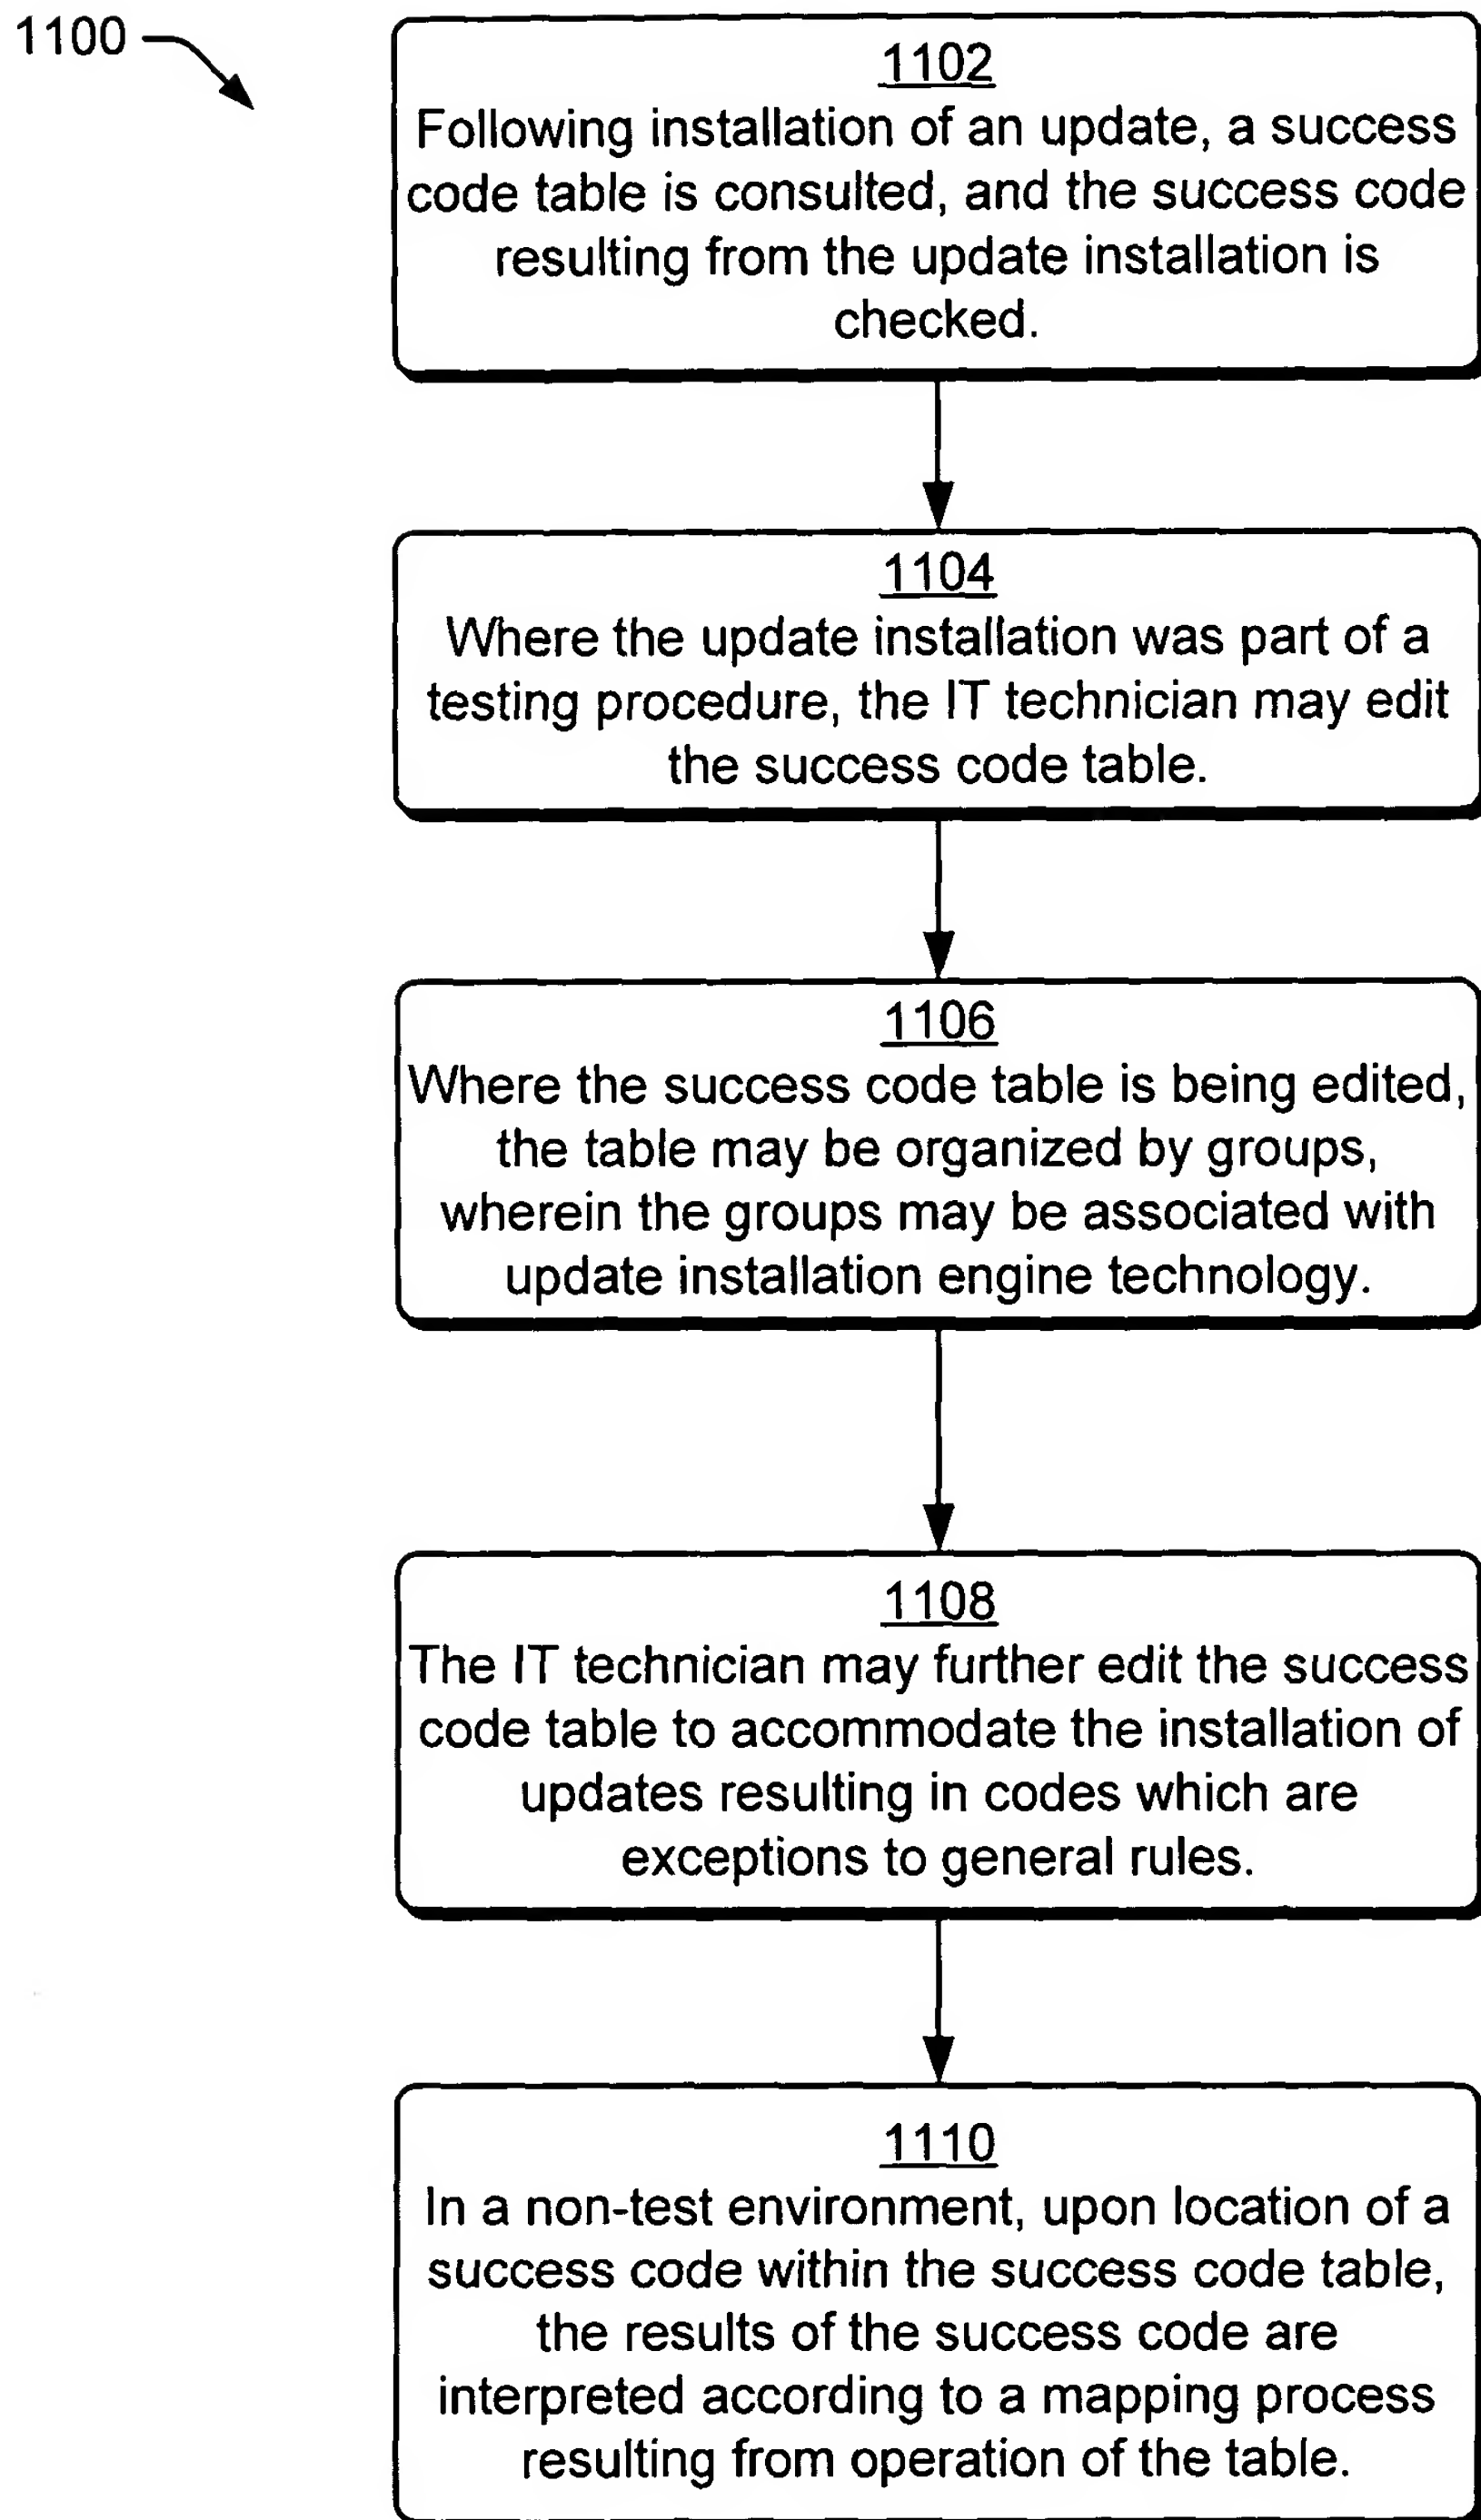 1100
1102
Following installation of an update, a success
code table is consulted, and the success code
resulting from the update installation is
checked.
1104
Where the update installation was part of a
testing procedure, the IT technician may edit
the success code table.
1106
Where the success code table is being edited,
the table may be organized by groups,
wherein the groups may be associated with
update installation engine technology.
1108
The IT technician may further edit the success
code table to accommodate the installation of
updates resulting in codes which are
exceptions to general rules.
1110
In a non-test environment, upon location of a
success code within the success code table,
the results of the success code are
interpreted according to a mapping process
resulting from operation of the table.